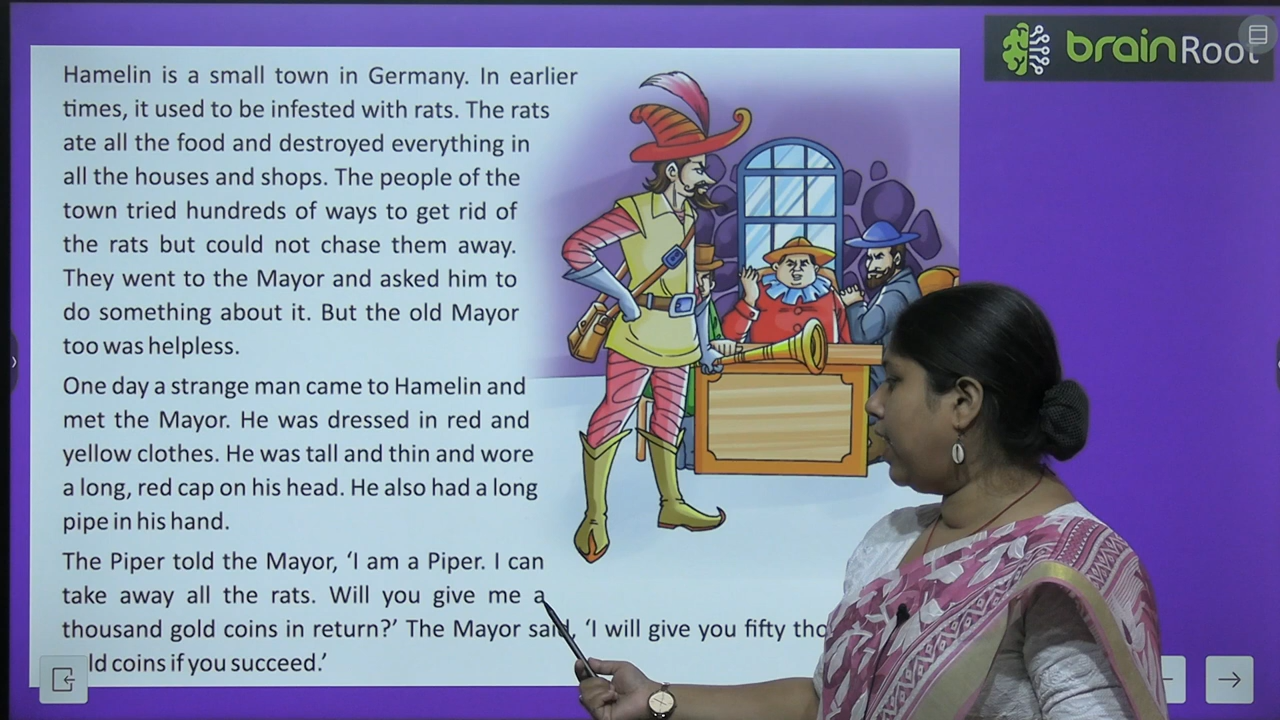 brainRoot
Hamelin is a small town in Germany. In earlier
times, it used to be infested with rats. The rats
ate all the food and destroyed everything in
all the houses and shops. The people of the
town tried hundreds of ways to get rid of
the rats but could not chase them away.
They went to the Mayor and asked him to
do something about it. But the old Mayor
too was helpless.
One day a strange man came to Hamelin and
met the Mayor. He was dressed in red and
yellow clothes. He was tall and thin and wore
a long, red cap on his head. He also had a long
pipe in his hand.
The Piper told the Mayor, ‘I am a Piper. I can
take away all the rats. Will you give me a
thousand gold coins in return?’ The Mayor said, ‘I will give you fifty
coins if you succeed.’